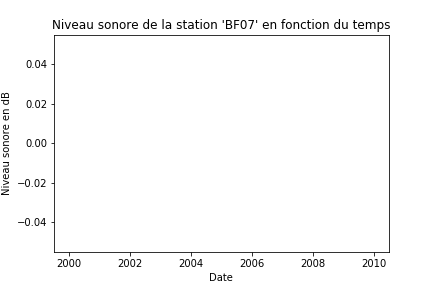 Niveau sonore de la station 'BF07' en fonction du temps
Niveau sonore en dB
0.04
0.02
0.00
−0.02
−0.04
2000 2002 2004 2006 2008 2010
Date